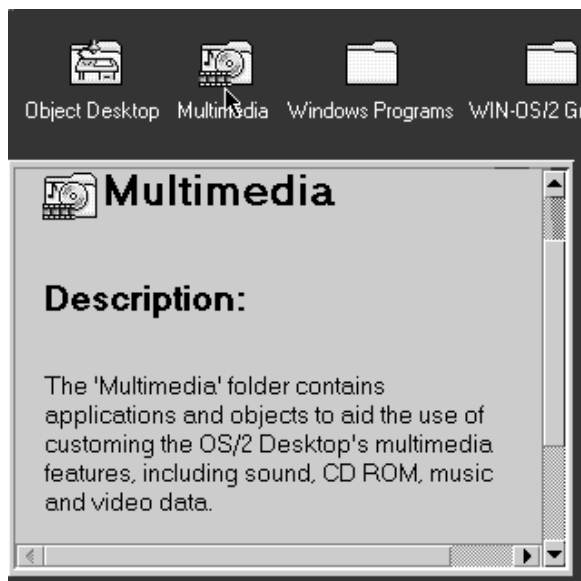 Object Desktop Multimedia Windows Programs WIN-OS/2 G
Multimedia
Description:
The 'Multimedia' folder contains
applications and objects to aid the use of
customing the OS/2 Desktop's multimedia
features, including sound, CD ROM, music
and video data.